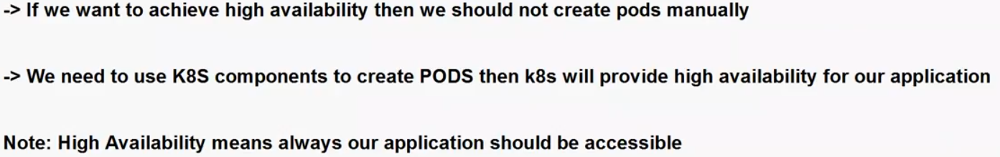 -> If we want to achieve high availability then we should not create pods manually
-> We need to use K8S components to create PODS then k8s will provide high availability for our application
Note: High Availability means always our application should be accessible